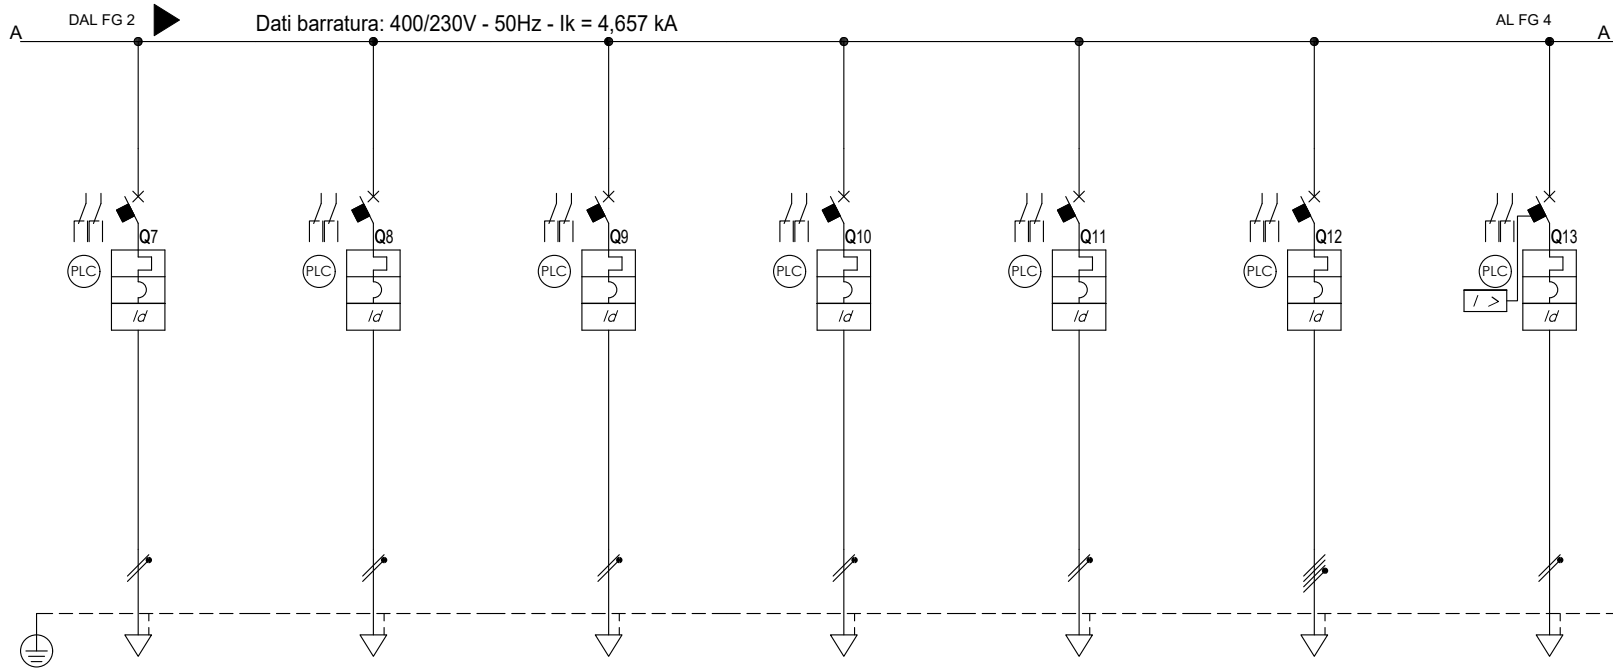 DAL FG 2
AL FG 4
A
Dati barratura: 400/230V - 50Hz - Ik = 4,657 kA
A
Q7
Q8
Q9
Q10
Q11
Q12
Q13
PLC
PLC
PLC
PLC
PLC
PLC
PLC
I >
Id
Id
Id
Id
Id
Id
Id